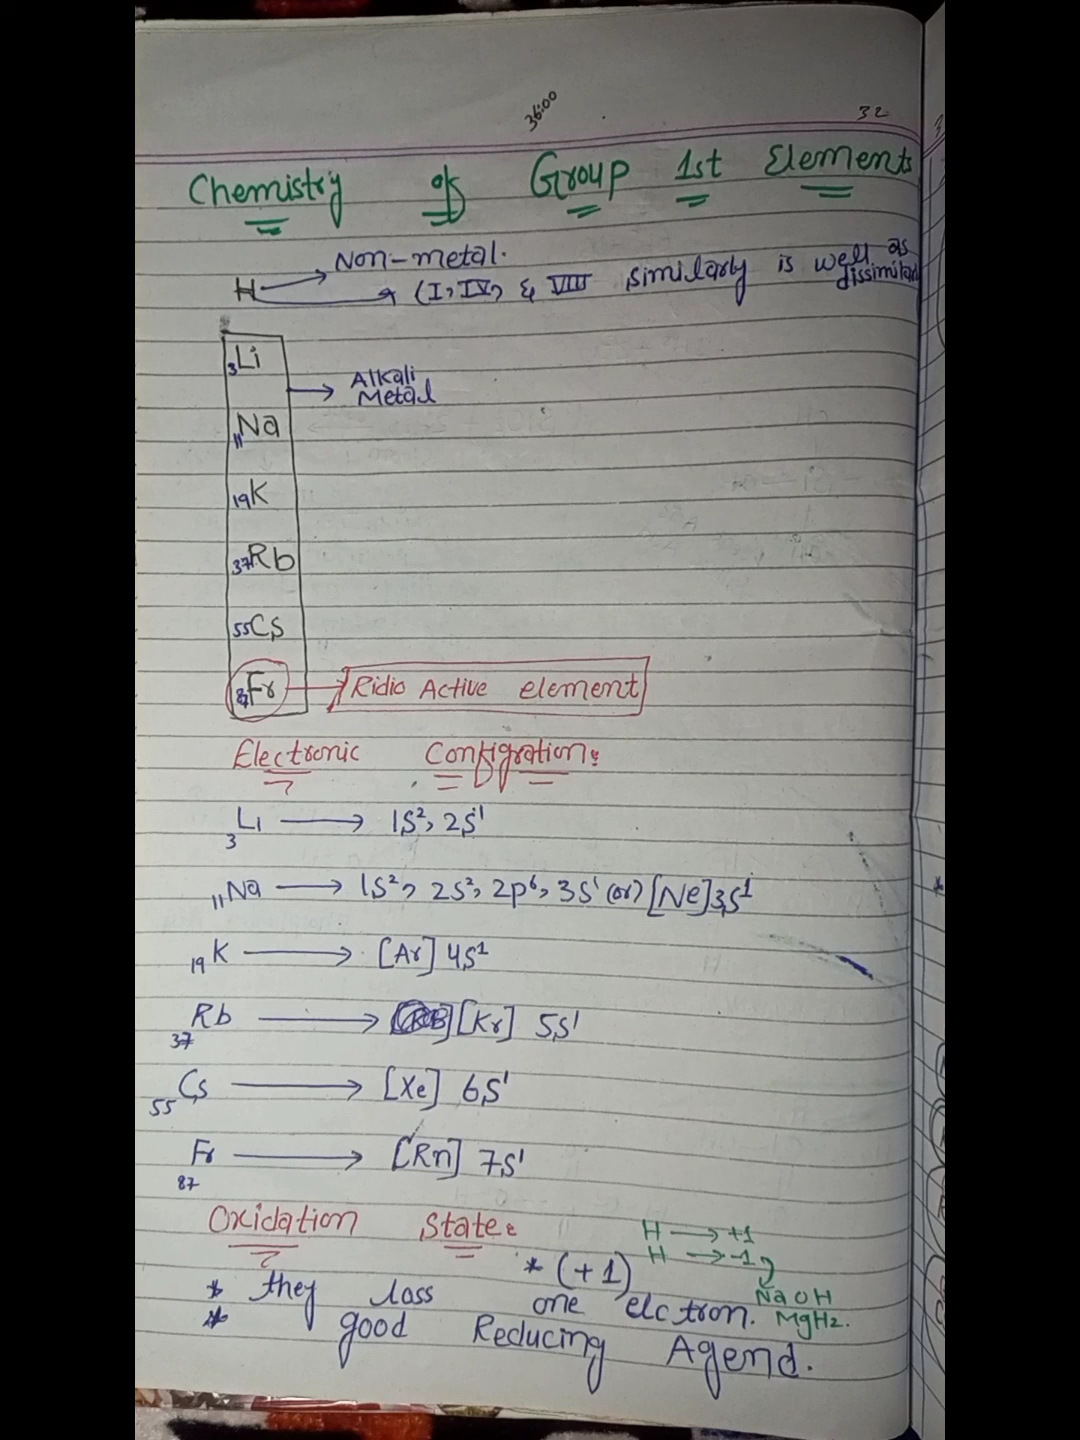 36:00
32
Chemistry of Group 1st Elements
Non-metal.
H (I, IV, & VIII similarly is well as dissimilar
3Li
Alkali
Metal
11Na
19K
37Rb
55Cs
87Fr Ridio Active element
Electronic Configration:
3Li → 1S², 2S¹
11Na → 1S², 2S², 2p⁶, 3S¹ (or) [Ne]3S¹
19K → [Ar] 4S¹
37Rb → [Kr] 5S¹
55Cs → [Xe] 6S¹
87Fr → [Rn] 7S¹
Oxidation State:
H → +1
H → -1
* (+1)
NaOH
MgH2.
* they loss one elctron.
* good Reducing Agend.